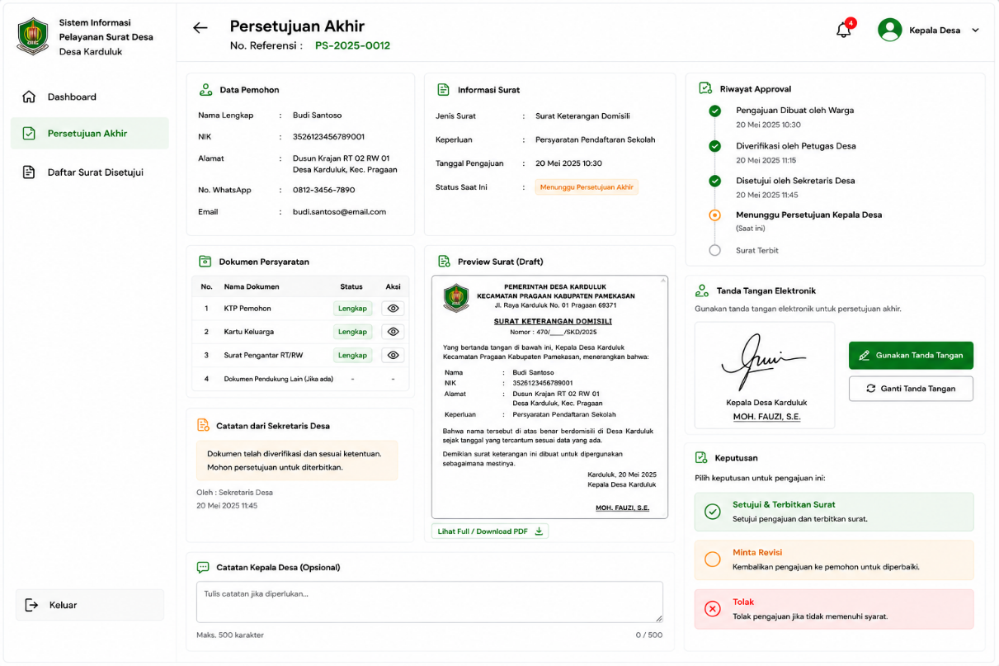 Sistem Informasi
Pelayanan Surat Desa
Desa Karduluk
Dashboard
Persetujuan Akhir
Daftar Surat Disetujui
Keluar
Persetujuan Akhir
No. Referensi : PS-2025-0012
4
Kepala Desa
Data Pemohon
Nama Lengkap : Budi Santoso
NIK : 3526123456789001
Alamat : Dusun Krajan RT 02 RW 01
Desa Karduluk, Kec. Pragaan
No. WhatsApp : 0812-3456-7890
Email : budi.santoso@email.com
Informasi Surat
Jenis Surat : Surat Keterangan Domisili
Keperluan : Persyaratan Pendaftaran Sekolah
Tanggal Pengajuan : 20 Mei 2025 10:30
Status Saat Ini : Menunggu Persetujuan Akhir
Riwayat Approval
Pengajuan Dibuat oleh Warga
20 Mei 2025 10:30
Diverifikasi oleh Petugas Desa
20 Mei 2025 11:15
Disetujui oleh Sekretaris Desa
20 Mei 2025 11:45
Menunggu Persetujuan Kepala Desa
(Saat ini)
Surat Terbit
Dokumen Persyaratan
No. Nama Dokumen Status Aksi
1 KTP Pemohon Lengkap
2 Kartu Keluarga Lengkap
3 Surat Pengantar RT/RW Lengkap
4 Dokumen Pendukung Lain (Jika ada) - -
Catatan dari Sekretaris Desa
Dokumen telah diverifikasi dan sesuai ketentuan.
Mohon persetujuan untuk diterbitkan.
Oleh : Sekretaris Desa
20 Mei 2025 11:45
Preview Surat (Draft)
PEMERINTAH DESA KARDULUK
KECAMATAN PRAGAAN KABUPATEN PAMEKASAN
Jl. Raya Karduluk No. 01 Pragaan 69371
SURAT KETERANGAN DOMISILI
Nomor : 470/____/SKD/2025
Yang bertanda tangan di bawah ini, Kepala Desa Karduluk
Kecamatan Pragaan Kabupaten Pamekasan, menerangkan bahwa:
Nama : Budi Santoso
NIK : 3526123456789001
Alamat : Dusun Krajan RT 02 RW 01
Desa Karduluk, Kec. Pragaan
Keperluan : Persyaratan Pendaftaran Sekolah
Bahwa nama tersebut di atas benar berdomisili di Desa Karduluk
sejak tanggal yang tercantum sesuai data yang ada.
Demikian surat keterangan ini dibuat untuk dipergunakan
sebagaimana mestinya.
Karduluk, 20 Mei 2025
Kepala Desa Karduluk
MOH. FAUZI, S.E.
Lihat Full / Download PDF
Tanda Tangan Elektronik
Gunakan tanda tangan elektronik untuk persetujuan akhir.
Kepala Desa Karduluk
MOH. FAUZI, S.E.
Gunakan Tanda Tangan
Ganti Tanda Tangan
Keputusan
Pilih keputusan untuk pengajuan ini:
Setujui & Terbitkan Surat
Setujui pengajuan dan terbitkan surat.
Minta Revisi
Kembalikan pengajuan ke pemohon untuk diperbaiki.
Tolak
Tolak pengajuan jika tidak memenuhi syarat.
Catatan Kepala Desa (Opsional)
Tulis catatan jika diperlukan...
Maks. 500 karakter
0 / 500